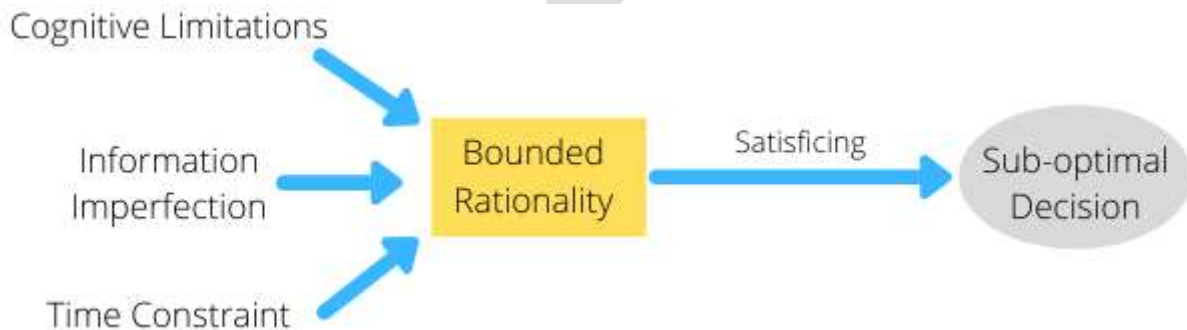 Cognitive Limitations
Information
Imperfection
Time Constraint
Bounded
Rationality
Satisficing
Sub-optimal
Decision